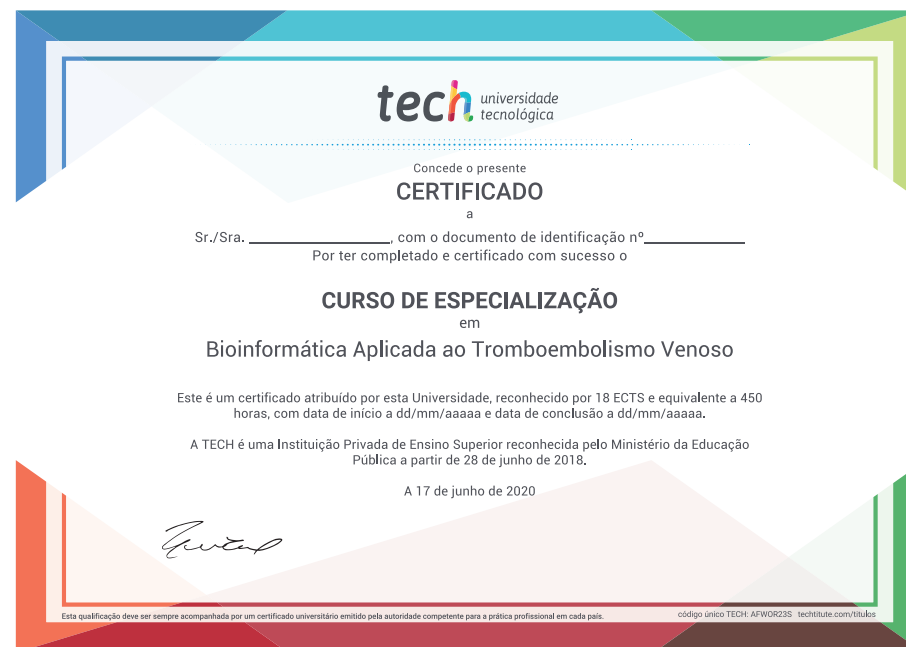 tech universidade
tecnológica
Concede o presente
CERTIFICADO
a
Sr./Sra. ____________________, com o documento de identificação nº______________
Por ter completado e certificado com sucesso o
CURSO DE ESPECIALIZAÇÃO
em
Bioinformática Aplicada ao Tromboembolismo Venoso
Este é um certificado atribuído por esta Universidade, reconhecido por 18 ECTS e equivalente a 450
horas, com data de início a dd/mm/aaaaa e data de conclusão a dd/mm/aaaaa.
A TECH é uma Instituição Privada de Ensino Superior reconhecida pelo Ministério da Educação
Pública a partir de 28 de junho de 2018.
A 17 de junho de 2020
Esta qualificação deve ser sempre acompanhada por um certificado universitário emitido pela autoridade competente para a prática profissional em cada país.
código único TECH: AFWOR23S techtitute.com/titulos